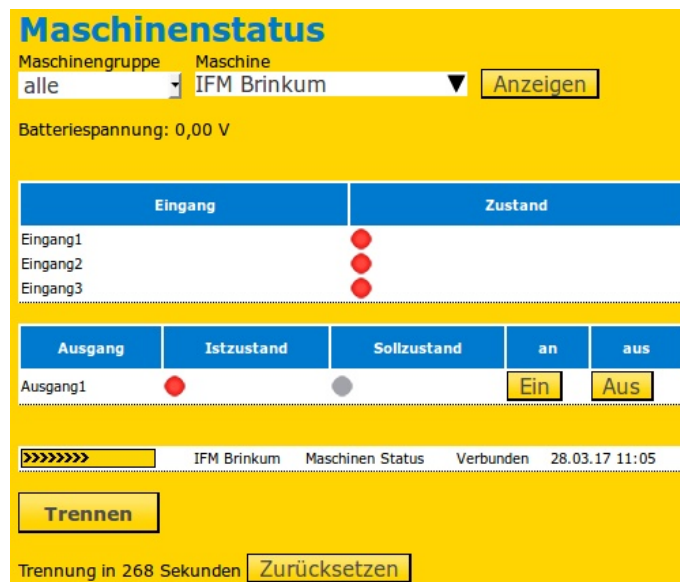 Maschinenstatus
Maschinengruppe Maschine
alle IFM Brinkum Anzeigen
Batteriespannung: 0,00 V
Eingang Zustand
Eingang1
Eingang2
Eingang3
Ausgang Istzustand Sollzustand an aus
Ausgang1 Ein Aus
>>>>>>>> IFM Brinkum Maschinen Status Verbunden 28.03.17 11:05
Trennen
Trennung in 268 Sekunden Zurücksetzen